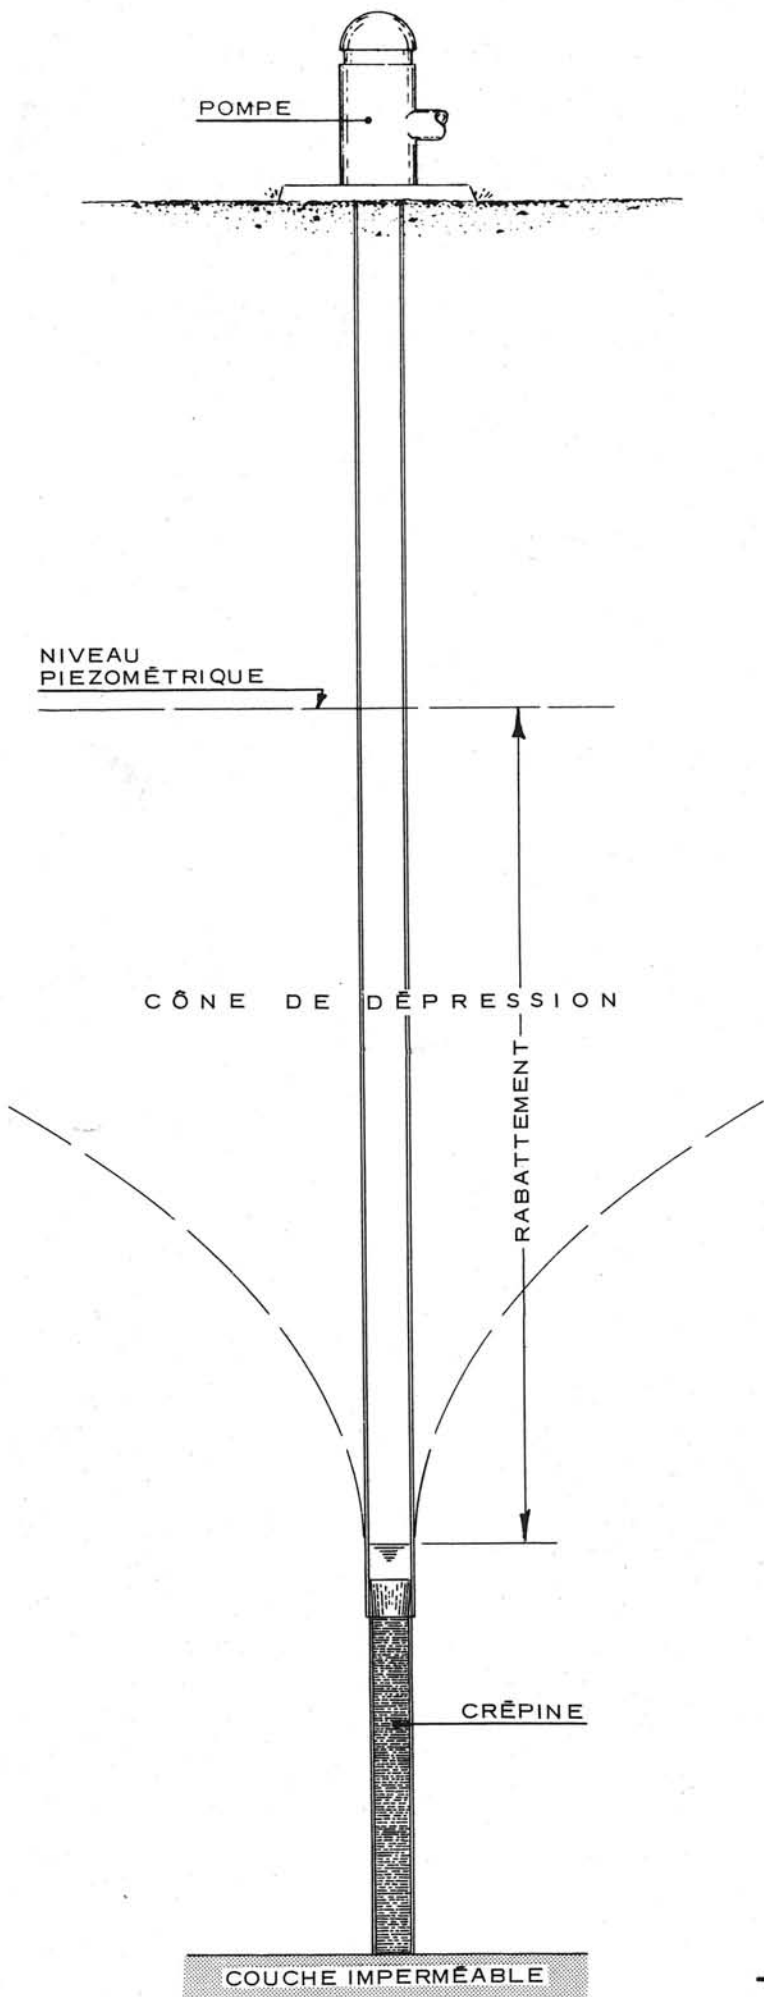 POMPE
NIVEAU
PIEZOMÉTRIQUE
CÔNE DE DÉPRESSION
RABATTEMENT
CRÉPINE
COUCHE IMPERMÉABLE